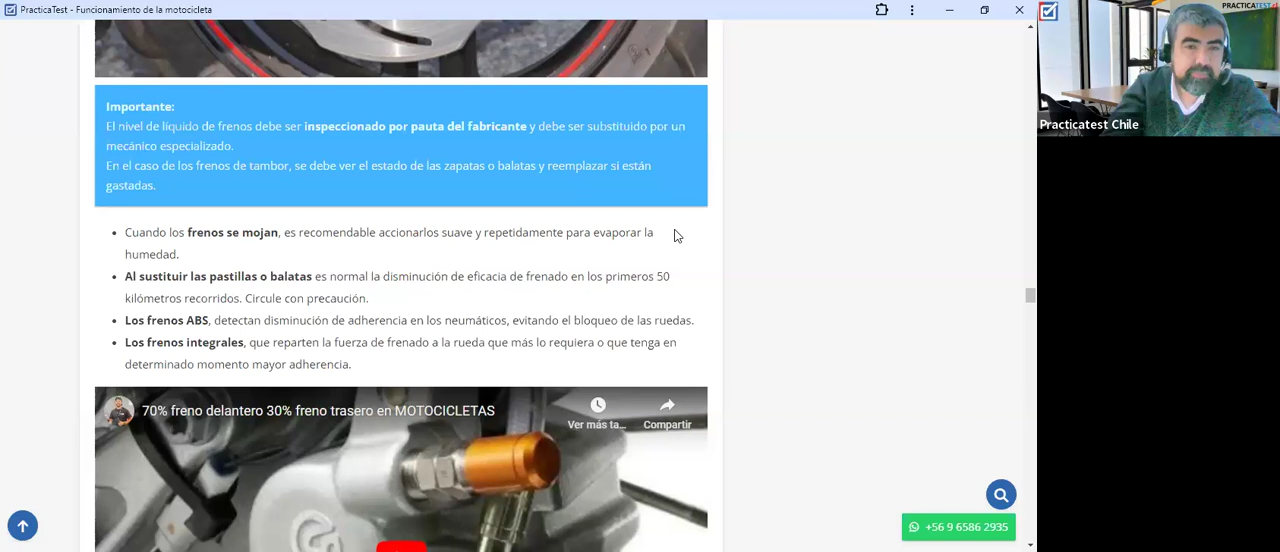 PracticaTest - Funcionamiento de la motocicleta
PRACTICATEST
Practicatest Chile
Importante:
El nivel de líquido de frenos debe ser inspeccionado por pauta del fabricante y debe ser substituido por un
mecánico especializado.
En el caso de los frenos de tambor, se debe ver el estado de las zapatas o balatas y reemplazar si están
gastadas.
Cuando los frenos se mojan, es recomendable accionarlos suave y repetidamente para evaporar la
humedad.
Al sustituir las pastillas o balatas es normal la disminución de eficacia de frenado en los primeros 50
kilómetros recorridos. Circule con precaución.
Los frenos ABS, detectan disminución de adherencia en los neumáticos, evitando el bloqueo de las ruedas.
Los frenos integrales, que reparten la fuerza de frenado a la rueda que más lo requiera o que tenga en
determinado momento mayor adherencia.
70% freno delantero 30% freno trasero en MOTOCICLETAS
Ver más ta...
Compartir
+56 9 6586 2935